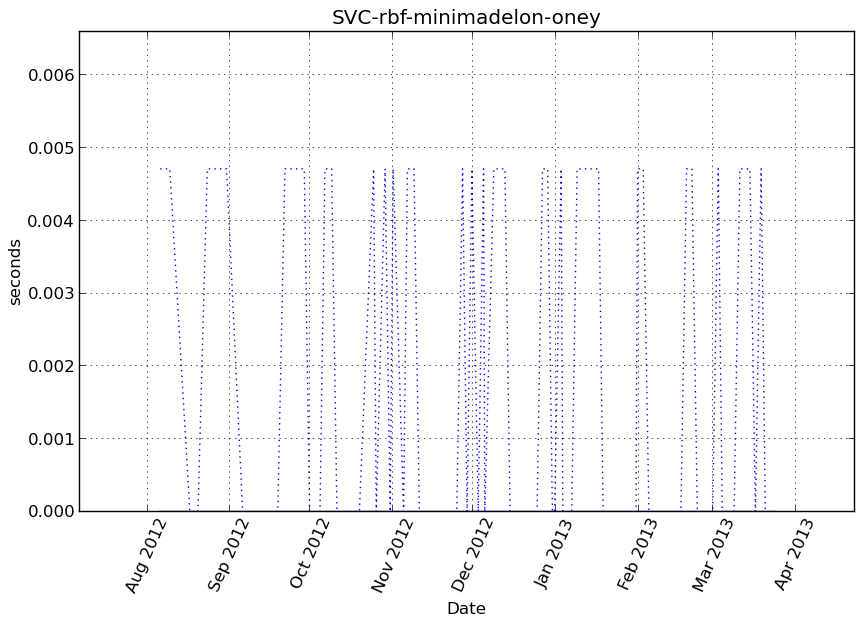 SVC-rbf-minimadelon-oney
0.006
0.005
0.004
0.003
0.002
0.001
0.000
seconds
Aug 2012
Sep 2012
Oct 2012
Nov 2012
Dec 2012
Jan 2013
Feb 2013
Mar 2013
Apr 2013
Date